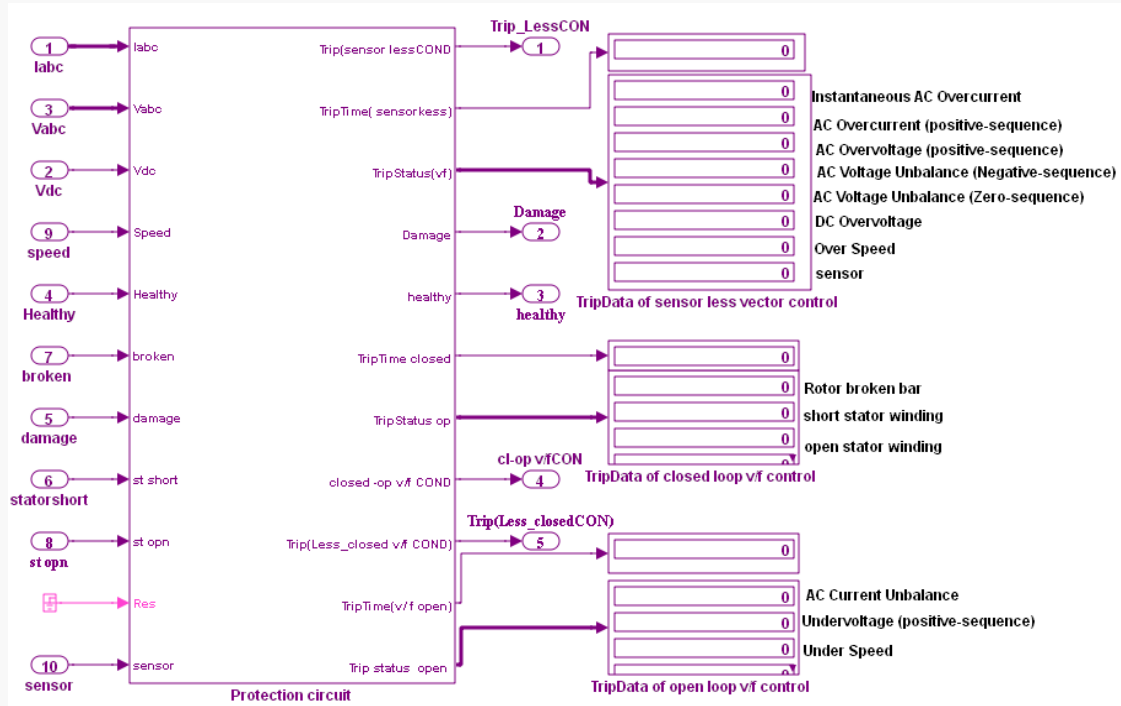 Trip_LessCON
1
Iabc
Iabc
Trip(sensor lessCOND
1
0
0
Instantaneous AC Overcurrent
3
Vabc
Vabc
TripTime( sensorkess)
0
AC Overcurrent (positive-sequence)
0
AC Overvoltage (positive-sequence)
2
Vdc
Vdc
TripStatus(vf)
0
AC Voltage Unbalance (Negative-sequence)
0
AC Voltage Unbalance (Zero-sequence)
Damage
9
speed
Speed
Damage
2
0
DC Overvoltage
0
Over Speed
0
sensor
4
Healthy
Healthy
healthy
3
healthy
TripData of sensor less vector control
7
broken
broken
TripTime closed
0
0
Rotor broken bar
5
damage
damage
TripStatus op
0
short stator winding
0
open stator winding
0
TripData of closed loop v/f control
cl-op v/fCON
6
statorshort
st short
closed -op v/f COND
4
Trip(Less_closedCON)
8
st opn
st opn
Trip(Less_closed v/f COND)
5
0
Res
TripTime(v/f open)
0
AC Current Unbalance
0
Undervoltage (positive-sequence)
0
Under Speed
0
10
sensor
sensor
Trip status open
TripData of open loop v/f control
Protection circuit